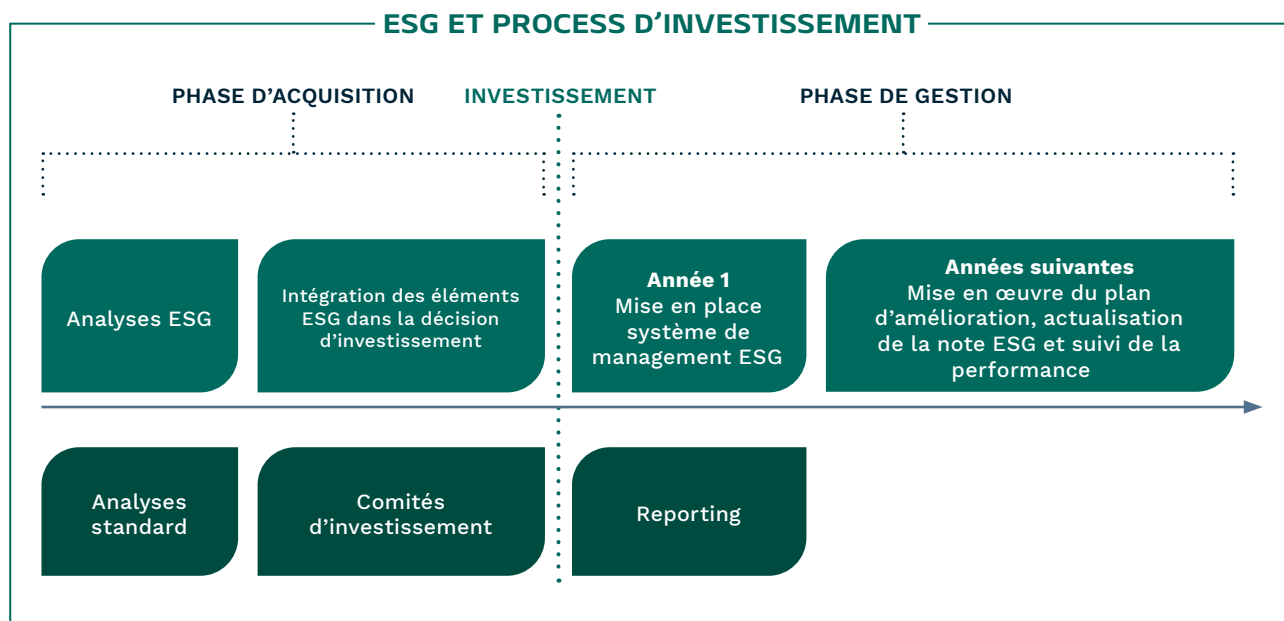 ESG ET PROCESS D’INVESTISSEMENT
PHASE D’ACQUISITION
INVESTISSEMENT
PHASE DE GESTION
Analyses ESG
Intégration des éléments
ESG dans la décision
d’investissement
Année 1
Mise en place
système de
management ESG
Années suivantes
Mise en œuvre du plan
d’amélioration, actualisation
de la note ESG et suivi de la
performance
Analyses
standard
Comités
d’investissement
Reporting